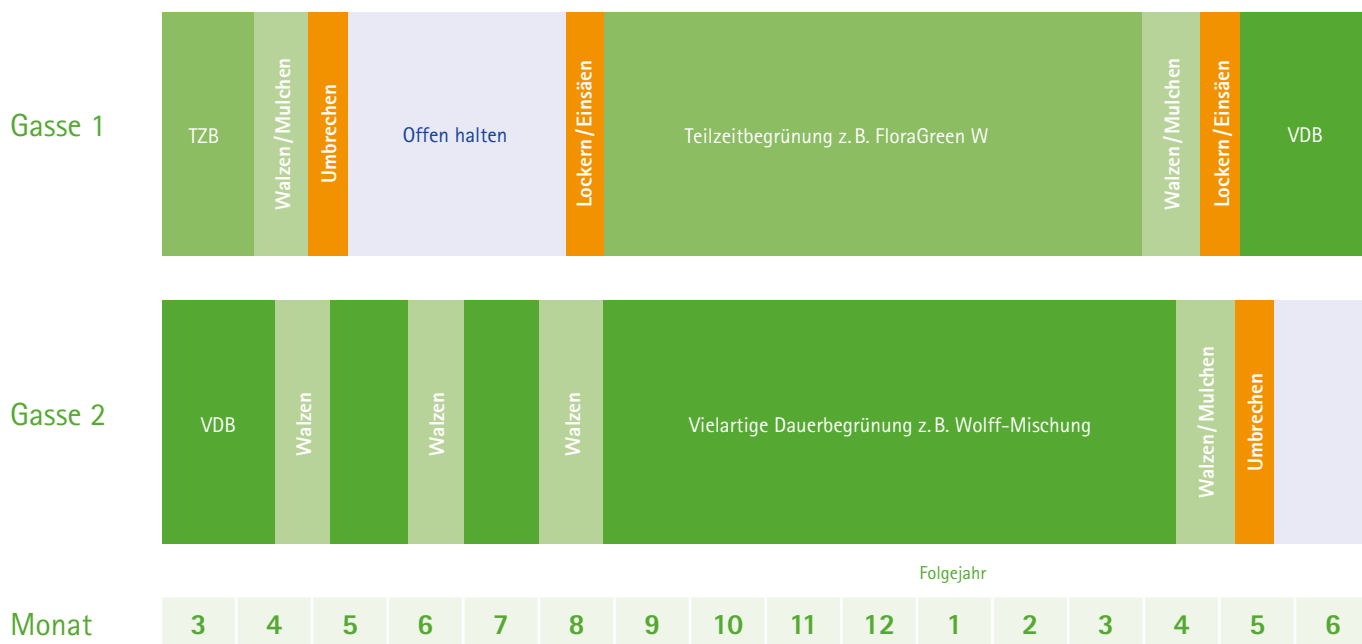 Gasse 1
TZB
Walzen/Mulchen
Umbrechen
Offen halten
Lockern/Einsäen
Teilzeitbegrünung z.B. FloraGreen W
Walzen/Mulchen
Lockern/Einsäen
VDB
Gasse 2
VDB
Walzen
Walzen
Walzen
Vielartige Dauerbegrünung z.B. Wolff-Mischung
Walzen/Mulchen
Umbrechen
Folgejahr
Monat 3 4 5 6 7 8 9 10 11 12 1 2 3 4 5 6